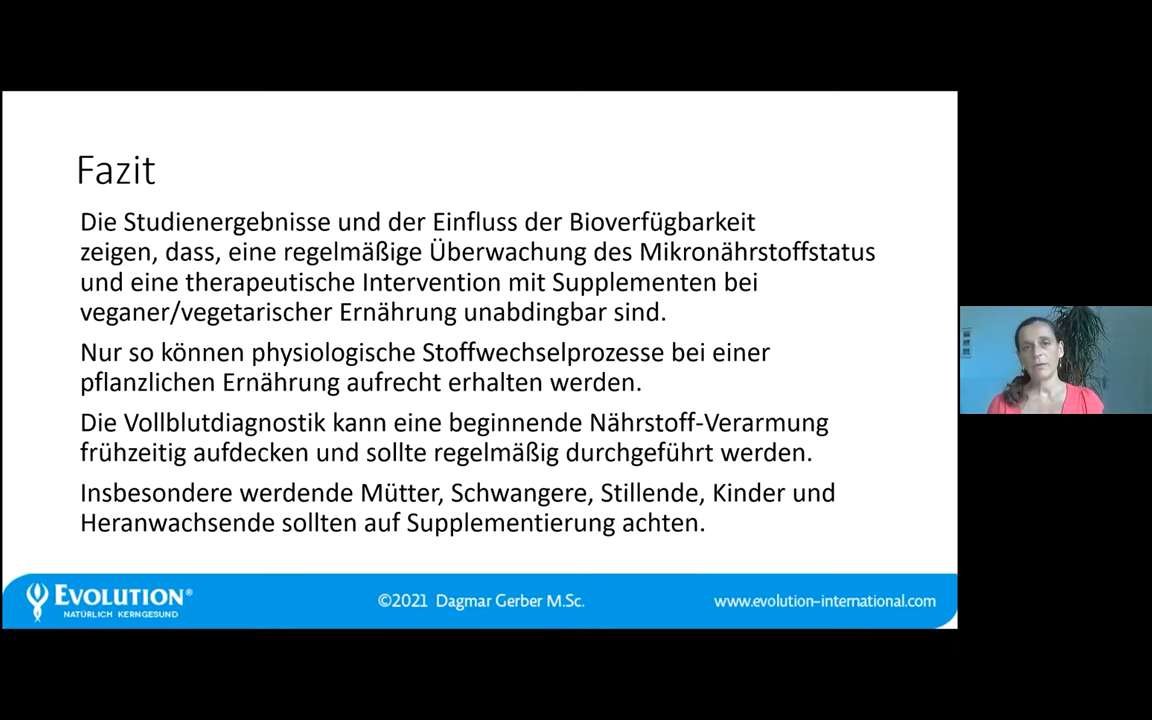 Fazit
Die Studienergebnisse und der Einfluss der Bioverfügbarkeit
zeigen, dass, eine regelmäßige Überwachung des Mikronährstoffstatus
und eine therapeutische Intervention mit Supplementen bei
veganer/vegetarischer Ernährung unabdingbar sind.
Nur so können physiologische Stoffwechselprozesse bei einer
pflanzlichen Ernährung aufrecht erhalten werden.
Die Vollblutdiagnostik kann eine beginnende Nährstoff-Verarmung
frühzeitig aufdecken und sollte regelmäßig durchgeführt werden.
Insbesondere werdende Mütter, Schwangere, Stillende, Kinder und
Heranwachsende sollten auf Supplementierung achten.
EVOLUTION®
NATÜRLICH KERNGESUND
©2021 Dagmar Gerber M.Sc.
www.evolution-international.com